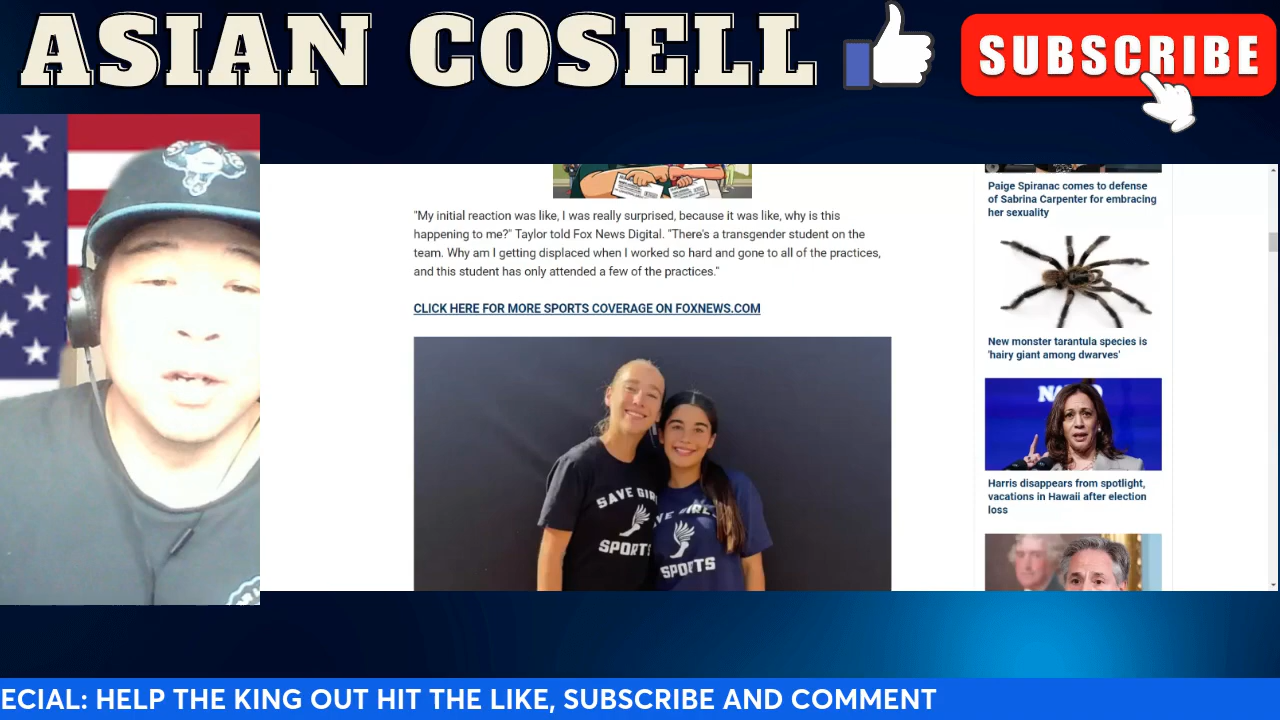 ASIAN COSELL
SUBSCRIBE
"My initial reaction was like, I was really surprised, because it was like, why is this
happening to me?" Taylor told Fox News Digital. "There's a transgender student on the
team. Why am I getting displaced when I worked so hard and gone to all of the practices,
and this student has only attended a few of the practices."
CLICK HERE FOR MORE SPORTS COVERAGE ON FOXNEWS.COM
SAVE GIRL
SPORTS
SPORTS
Paige Spiranac comes to defense
of Sabrina Carpenter for embracing
her sexuality
New monster tarantula species is
'hairy giant among dwarves'
Harris disappears from spotlight,
vacations in Hawaii after election
loss
ECIAL: HELP THE KING OUT HIT THE LIKE, SUBSCRIBE AND COMMENT